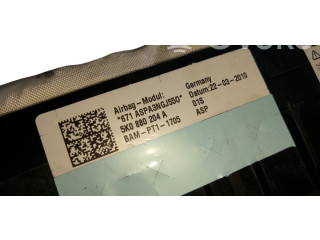 Airbag-Modul: Germany
*671 ASPA3NGJ550* Datum:22-03-2010
5K0 880 204 A 01S
BAM-PT1-1705 ASP